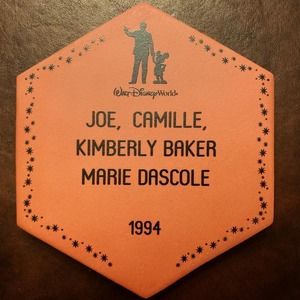 Walt Disney World
JOE, CAMILLE,
KIMBERLY BAKER
MARIE DASCOLE
1994